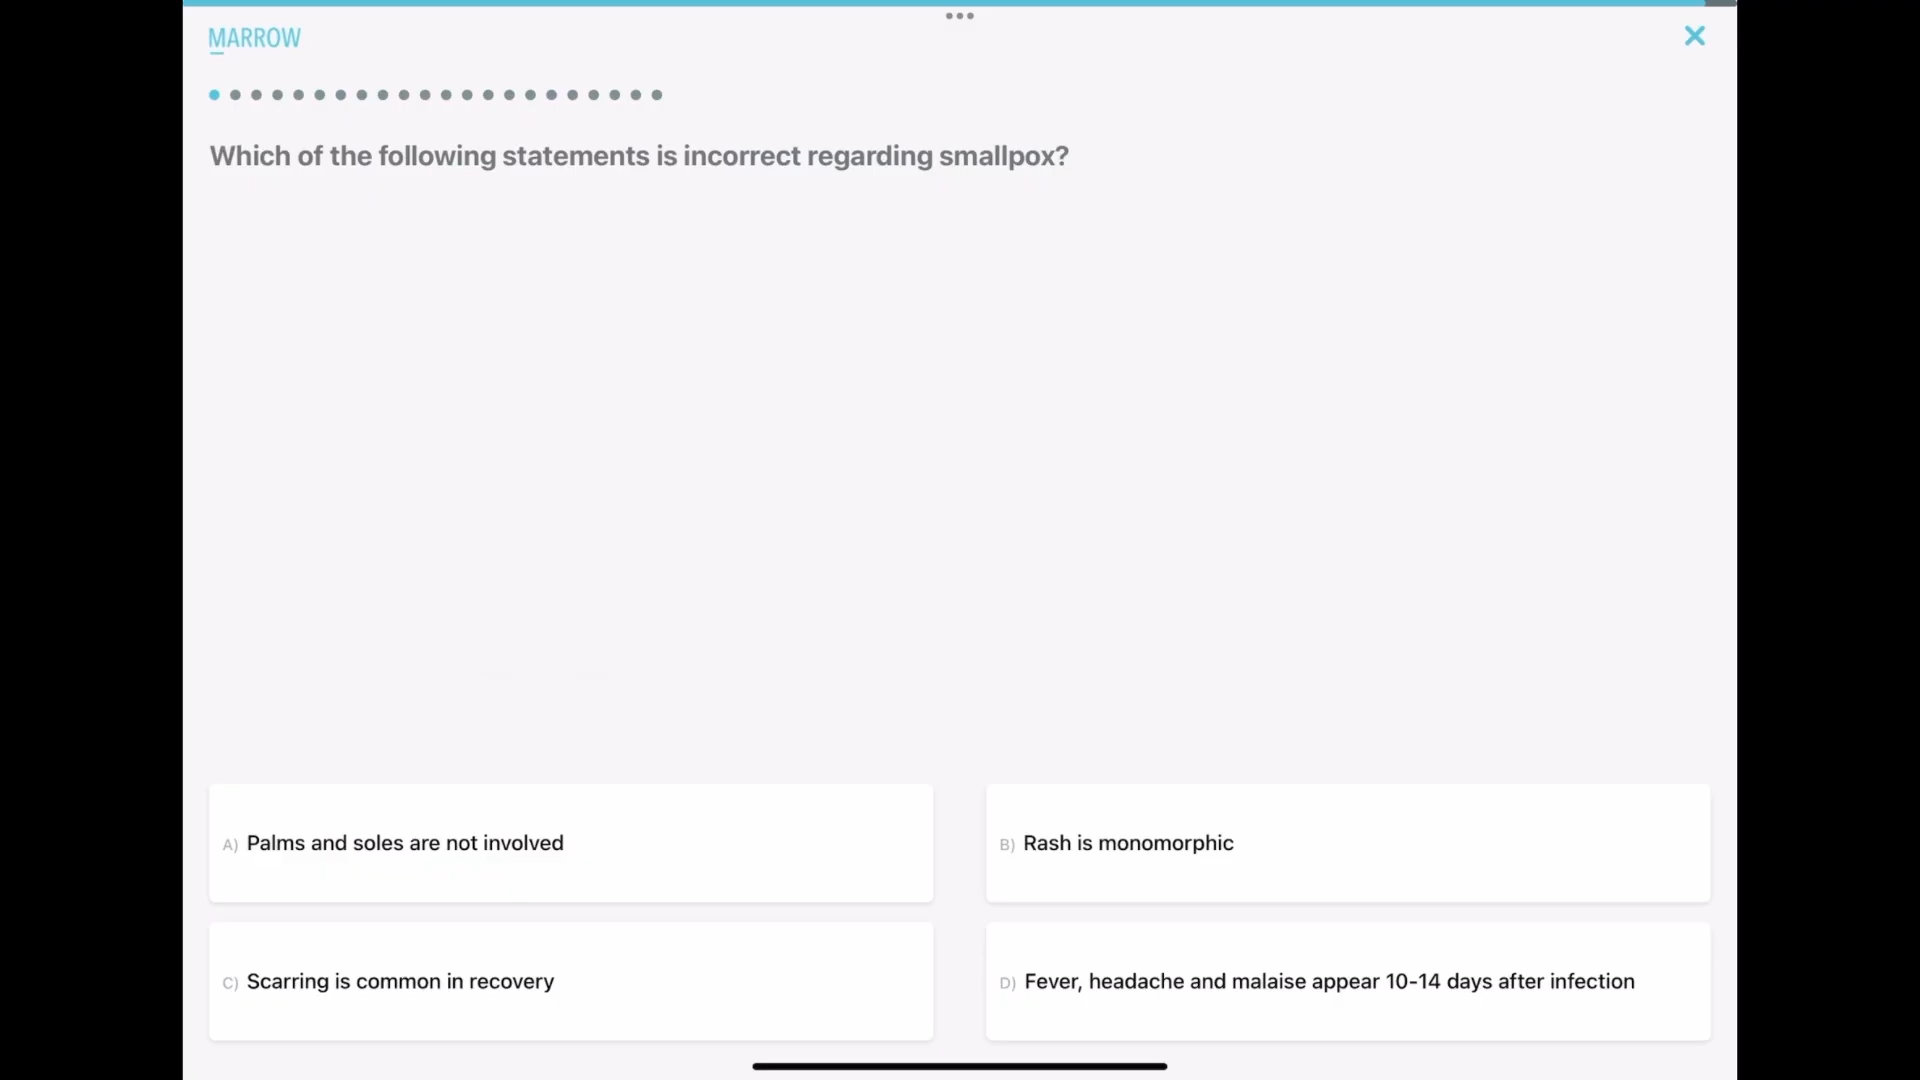 MARROW
Which of the following statements is incorrect regarding smallpox?
A) Palms and soles are not involved
B) Rash is monomorphic
C) Scarring is common in recovery
D) Fever, headache and malaise appear 10-14 days after infection